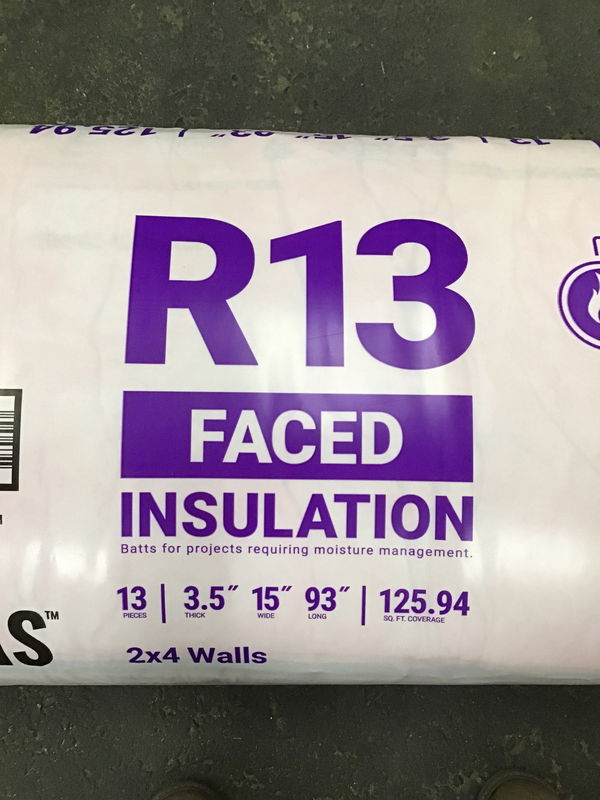 R13
FACED
INSULATION
Batts for projects requiring moisture management.
13 | 3.5″ 15″ 93″ | 125.94
PIECES THICK WIDE LONG SQ. FT. COVERAGE
2x4 Walls